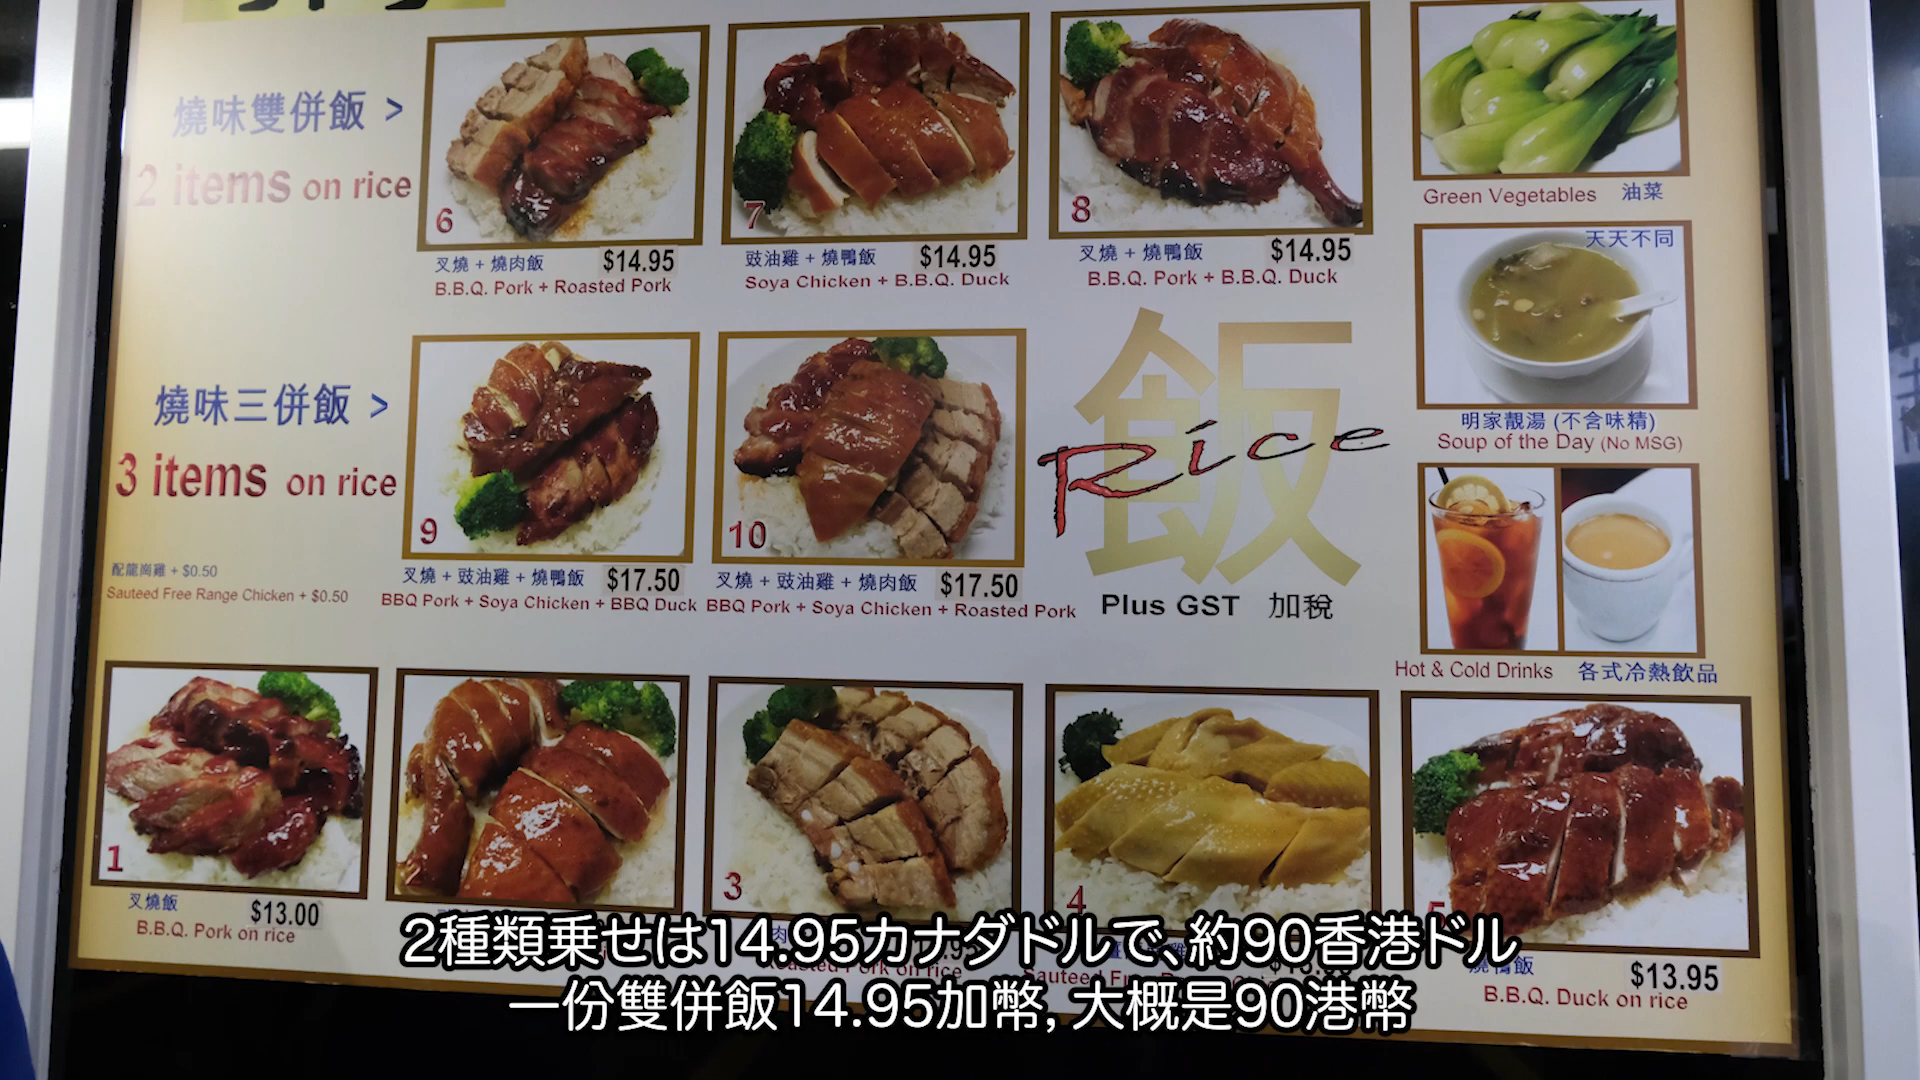 燒味雙併飯 >
2 items on rice
6
叉燒 + 燒肉飯 $14.95
B.B.Q. Pork + Roasted Pork
7
豉油雞 + 燒鴨飯 $14.95
Soya Chicken + B.B.Q. Duck
8
叉燒 + 燒鴨飯 $14.95
B.B.Q. Pork + B.B.Q. Duck
Green Vegetables 油菜
天天不同
明家靚湯 (不含味精)
Soup of the Day (No MSG)
燒味三併飯 >
3 items on rice
配龍崗雞 + $0.50
Sauteed Free Range Chicken + $0.50
9
叉燒 + 豉油雞 + 燒鴨飯 $17.50
BBQ Pork + Soya Chicken + BBQ Duck
10
叉燒 + 豉油雞 + 燒肉飯 $17.50
BBQ Pork + Soya Chicken + Roasted Pork
飯
Rice
Plus GST 加稅
Hot & Cold Drinks 各式冷熱飲品
1
叉燒飯 $13.00
B.B.Q. Pork on rice
2
3
Roasted Pork on rice
4
5
燒鴨飯 $13.95
B.B.Q. Duck on rice
2種類乗せは14.95カナダドルで、約90香港ドル
一份雙併飯14.95加幣, 大概是90港幣